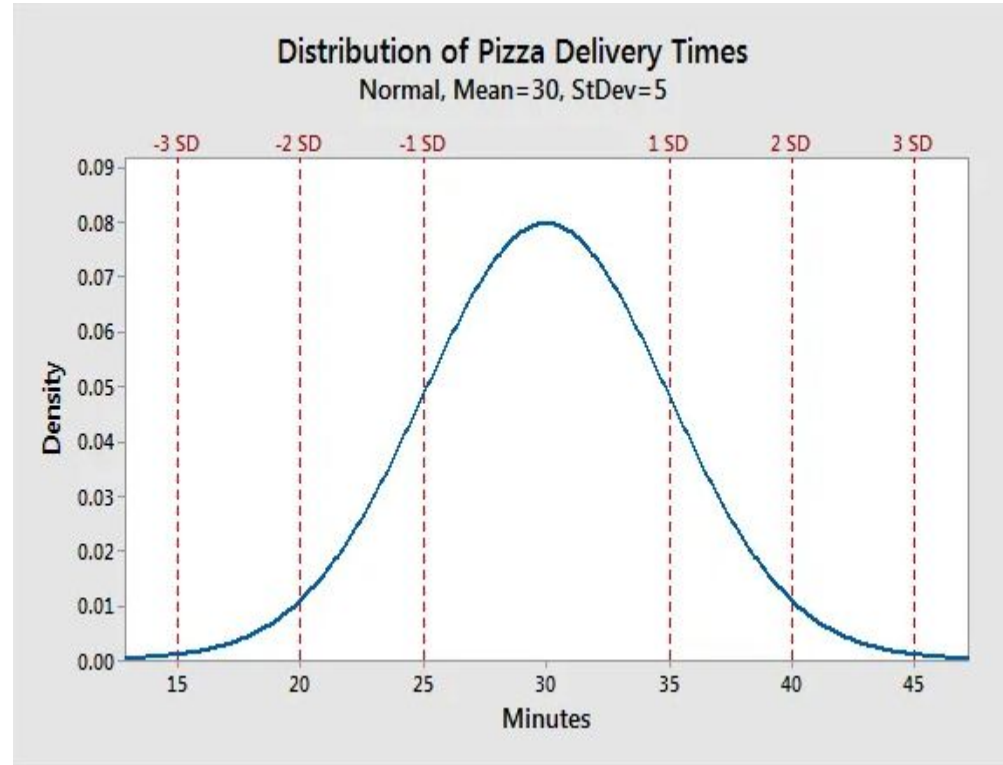 Distribution of Pizza Delivery Times
Normal, Mean=30, StDev=5
-3 SD -2 SD -1 SD 1 SD 2 SD 3 SD
0.09
0.08
0.07
0.06
0.05
0.04
0.03
0.02
0.01
0.00
Density
15 20 25 30 35 40 45
Minutes